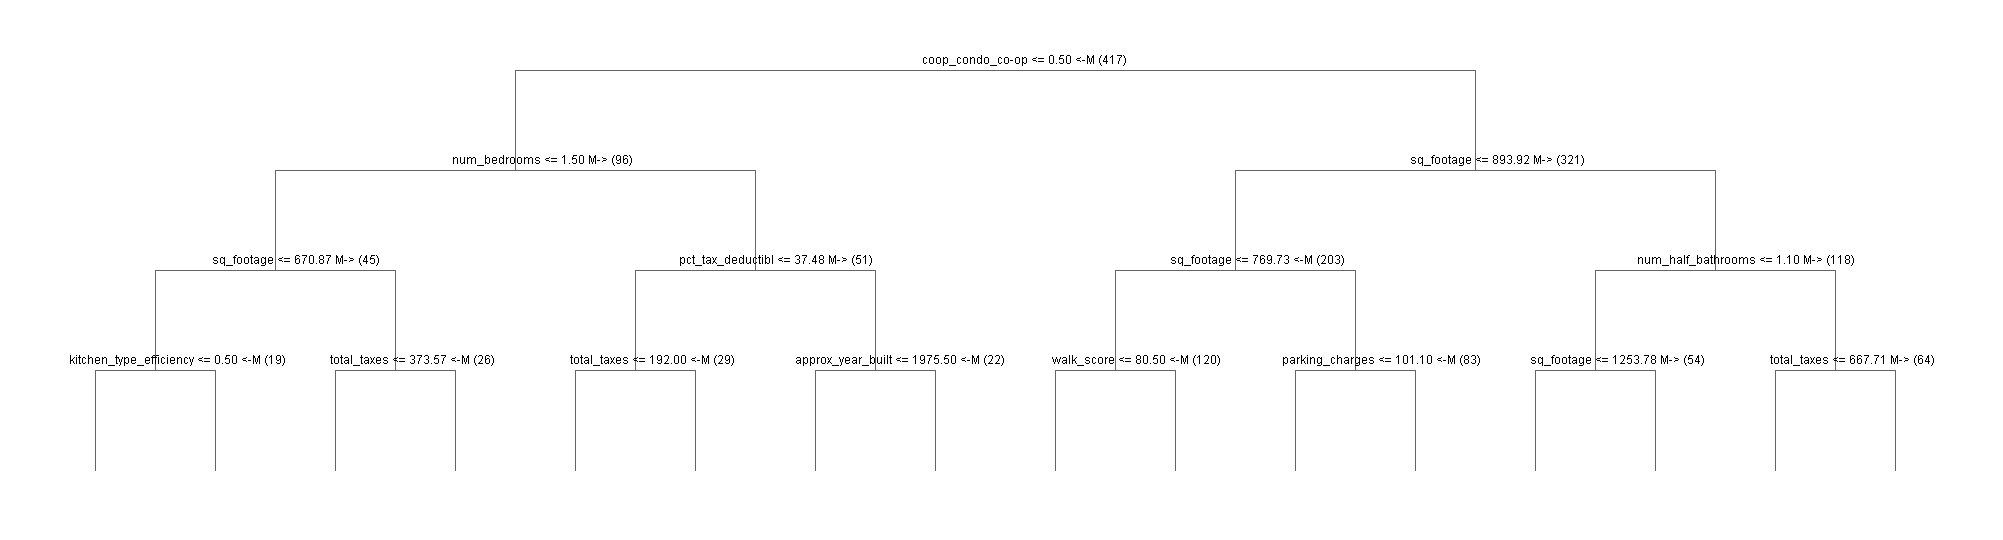 coop_condo_co-op <= 0.50 <-M (417)
num_bedrooms <= 1.50 M-> (96)
sq_footage <= 893.92 M-> (321)
sq_footage <= 670.87 M-> (45)
pct_tax_deductibl <= 37.48 M-> (51)
sq_footage <= 769.73 <-M (203)
num_half_bathrooms <= 1.10 M-> (118)
kitchen_type_efficiency <= 0.50 <-M (19)
total_taxes <= 373.57 <-M (26)
total_taxes <= 192.00 <-M (29)
approx_year_built <= 1975.50 <-M (22)
walk_score <= 80.50 <-M (120)
parking_charges <= 101.10 <-M (83)
sq_footage <= 1253.78 M-> (54)
total_taxes <= 667.71 M-> (64)